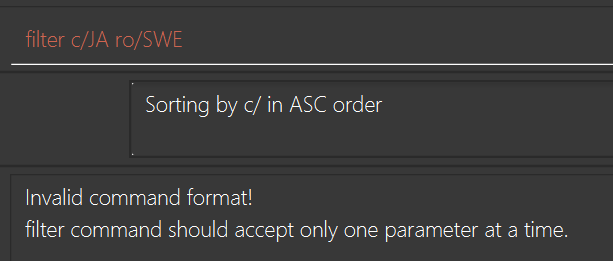 filter c/JA ro/SWE
Sorting by c/ in ASC order
Invalid command format!
filter command should accept only one parameter at a time.